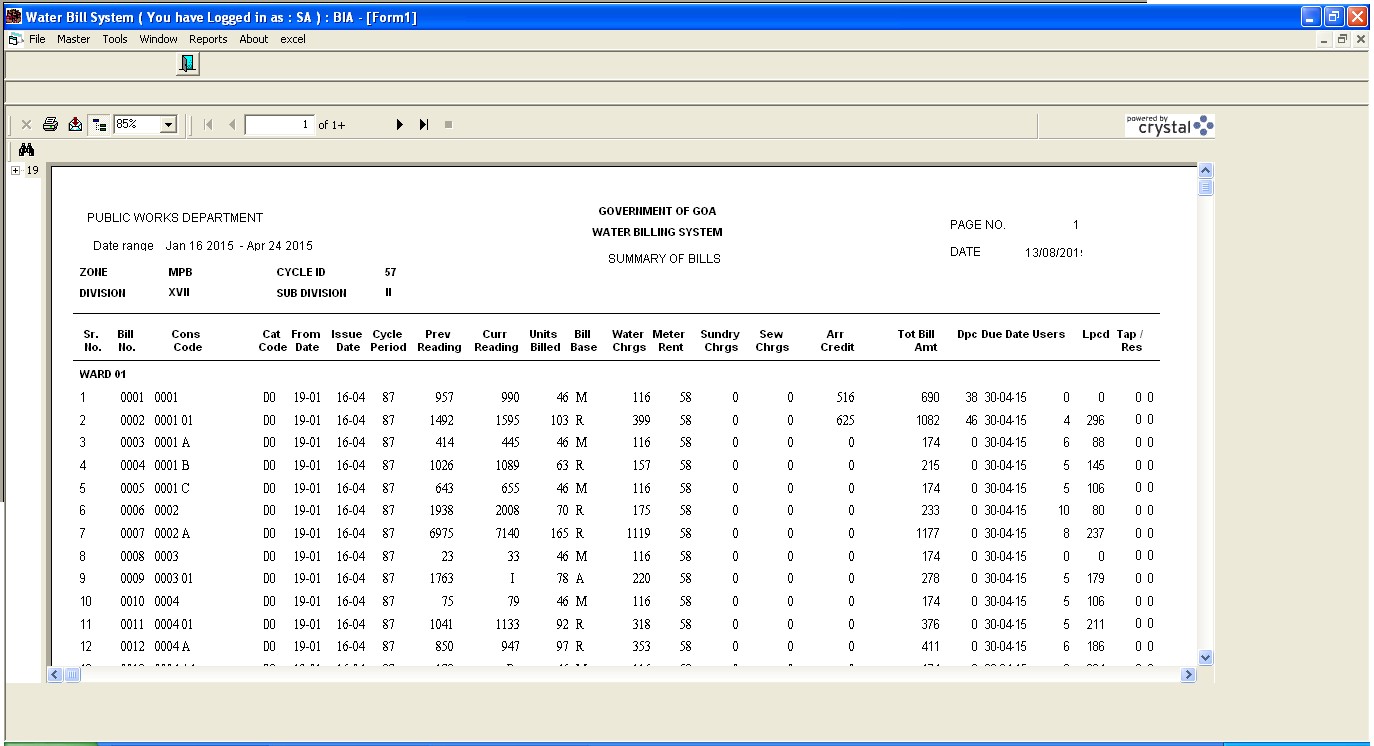 Water Bill System ( You have Logged in as : SA ) : BIA - [Form1]
File Master Tools Window Reports About excel
85% 1 of 1+
powered by crystal
19
GOVERNMENT OF GOA
PUBLIC WORKS DEPARTMENT PAGE NO. 1
WATER BILLING SYSTEM
Date range Jan 16 2015 - Apr 24 2015
SUMMARY OF BILLS DATE 13/08/201
ZONE MPB CYCLE ID 57
DIVISION XVII SUB DIVISION II
Sr. Bill Cons Cat From Issue Cycle Prev Curr Units Bill Water Meter Sundry Sew Arr Tot Bill Dpc Due Date Users Lpcd Tap /
No. No. Code Code Date Date Period Reading Reading Billed Base Chrgs Rent Chrgs Chrgs Credit Amt Res
WARD 01
1 0001 0001 D0 19-01 16-04 87 957 990 46 M 116 58 0 0 516 690 38 30-04-15 0 0 0 0
2 0002 0001 01 D0 19-01 16-04 87 1492 1595 103 R 399 58 0 0 625 1082 46 30-04-15 4 296 0 0
3 0003 0001 A D0 19-01 16-04 87 414 445 46 M 116 58 0 0 0 174 0 30-04-15 6 88 0 0
4 0004 0001 B D0 19-01 16-04 87 1026 1089 63 R 157 58 0 0 0 215 0 30-04-15 5 145 0 0
5 0005 0001 C D0 19-01 16-04 87 643 655 46 M 116 58 0 0 0 174 0 30-04-15 5 106 0 0
6 0006 0002 D0 19-01 16-04 87 1938 2008 70 R 175 58 0 0 0 233 0 30-04-15 10 80 0 0
7 0007 0002 A D0 19-01 16-04 87 6975 7140 165 R 1119 58 0 0 0 1177 0 30-04-15 8 237 0 0
8 0008 0003 D0 19-01 16-04 87 23 33 46 M 116 58 0 0 0 174 0 30-04-15 0 0 0 0
9 0009 0003 01 D0 19-01 16-04 87 1763 I 78 A 220 58 0 0 0 278 0 30-04-15 5 179 0 0
10 0010 0004 D0 19-01 16-04 87 75 79 46 M 116 58 0 0 0 174 0 30-04-15 5 106 0 0
11 0011 0004 01 D0 19-01 16-04 87 1041 1133 92 R 318 58 0 0 0 376 0 30-04-15 5 211 0 0
12 0012 0004 A D0 19-01 16-04 87 850 947 97 R 353 58 0 0 0 411 0 30-04-15 6 186 0 0